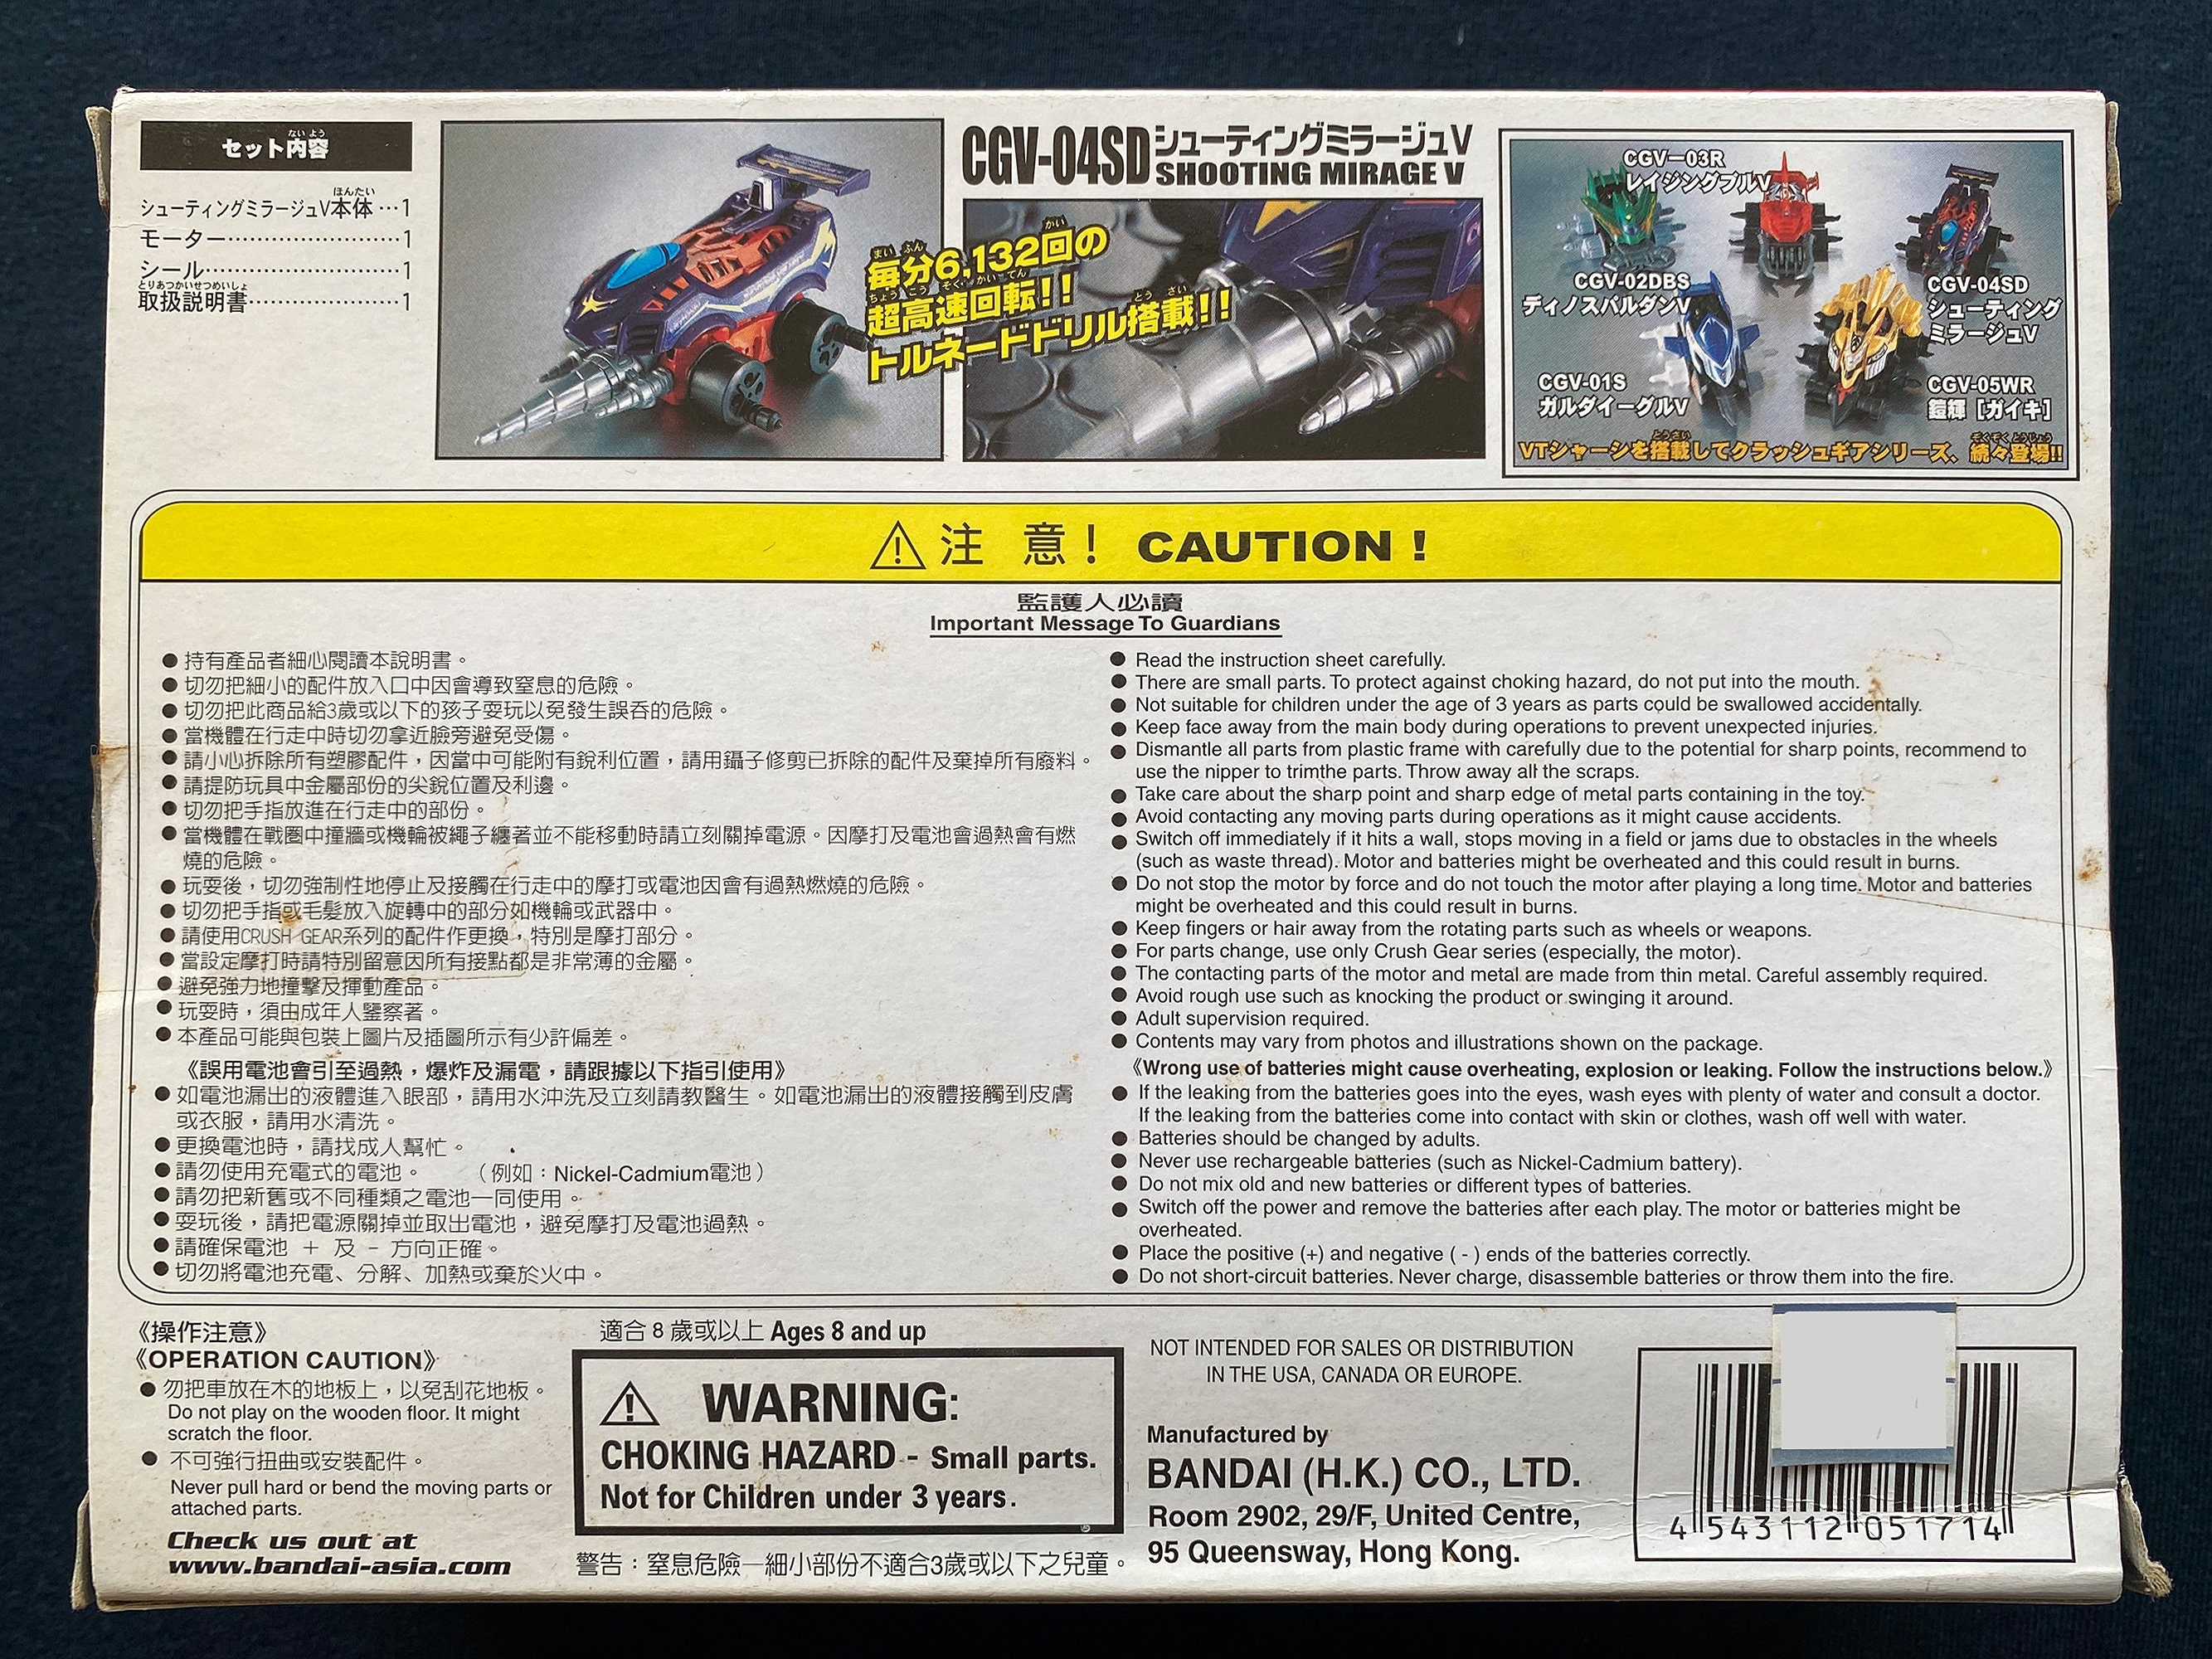 ないよう
セット内容
ほんたい
シューティングミラージュV本体…1
モーター……………………1
シール………………………1
とりあつかいせつめいしょ
取扱説明書…………………1
CGV-04SD シューティングミラージュV
SHOOTING MIRAGE V
まいふん かい
毎分6,132回の
ちょうこうそくかいてん
超高速回転!!
とうさい
トルネードドリル搭載!!
CGV-03R
レイジングブルV
CGV-02DBS
ディノスパルダンV
CGV-04SD
シューティング
ミラージュV
CGV-01S
ガルダイーグルV
CGV-05WR
鎧輝[ガイキ]
とうさい ぞくぞくとうじょう
VTシャーシを搭載してクラッシュギアシリーズ、続々登場!!
⚠注 意! CAUTION !
監護人必讀
Important Message To Guardians
● 持有產品者細心閱讀本說明書。
● 切勿把細小的配件放入口中因會導致窒息的危險。
● 切勿把此商品給3歲或以下的孩子耍玩以免發生誤吞的危險。
● 當機體在行走中時切勿拿近臉旁避免受傷。
● 請小心拆除所有塑膠配件，因當中可能附有銳利位置，請用鑷子修剪已拆除的配件及棄掉所有廢料。
● 請提防玩具中金屬部份的尖銳位置及利邊。
● 切勿把手指放進在行走中的部份。
● 當機體在戰圈中撞牆或機輪被繩子纏著並不能移動時請立刻關掉電源。因摩打及電池會過熱會有燃
燒的危險。
● 玩耍後，切勿強制性地停止及接觸在行走中的摩打或電池因會有過熱燃燒的危險。
● 切勿把手指或毛髮放入旋轉中的部分如機輪或武器中。
● 請使用CRUSH GEAR系列的配件作更換，特別是摩打部分。
● 當設定摩打時請特別留意因所有接點都是非常薄的金屬。
● 避免強力地撞擊及揮動產品。
● 玩耍時，須由成年人鑒察著。
● 本產品可能與包裝上圖片及插圖所示有少許偏差。
《誤用電池會引至過熱，爆炸及漏電，請跟據以下指引使用》
● 如電池漏出的液體進入眼部，請用水沖洗及立刻請教醫生。如電池漏出的液體接觸到皮膚
或衣服，請用水清洗。
● 更換電池時，請找成人幫忙。
● 請勿使用充電式的電池。 （例如：Nickel-Cadmium電池）
● 請勿把新舊或不同種類之電池一同使用。
● 耍玩後，請把電源關掉並取出電池，避免摩打及電池過熱。
● 請確保電池 + 及 - 方向正確。
● 切勿將電池充電、分解、加熱或棄於火中。
● Read the instruction sheet carefully.
● There are small parts. To protect against choking hazard, do not put into the mouth.
● Not suitable for children under the age of 3 years as parts could be swallowed accidentally.
● Keep face away from the main body during operations to prevent unexpected injuries.
● Dismantle all parts from plastic frame with carefully due to the potential for sharp points, recommend to
use the nipper to trimthe parts. Throw away all the scraps.
● Take care about the sharp point and sharp edge of metal parts containing in the toy.
● Avoid contacting any moving parts during operations as it might cause accidents.
● Switch off immediately if it hits a wall, stops moving in a field or jams due to obstacles in the wheels
(such as waste thread). Motor and batteries might be overheated and this could result in burns.
● Do not stop the motor by force and do not touch the motor after playing a long time. Motor and batteries
might be overheated and this could result in burns.
● Keep fingers or hair away from the rotating parts such as wheels or weapons.
● For parts change, use only Crush Gear series (especially, the motor).
● The contacting parts of the motor and metal are made from thin metal. Careful assembly required.
● Avoid rough use such as knocking the product or swinging it around.
● Adult supervision required.
● Contents may vary from photos and illustrations shown on the package.
《Wrong use of batteries might cause overheating, explosion or leaking. Follow the instructions below.》
● If the leaking from the batteries goes into the eyes, wash eyes with plenty of water and consult a doctor.
If the leaking from the batteries come into contact with skin or clothes, wash off well with water.
● Batteries should be changed by adults.
● Never use rechargeable batteries (such as Nickel-Cadmium battery).
● Do not mix old and new batteries or different types of batteries.
● Switch off the power and remove the batteries after each play. The motor or batteries might be
overheated.
● Place the positive (+) and negative ( - ) ends of the batteries correctly.
● Do not short-circuit batteries. Never charge, disassemble batteries or throw them into the fire.
《操作注意》
《OPERATION CAUTION》
● 勿把車放在木的地板上，以免刮花地板。
Do not play on the wooden floor. It might
scratch the floor.
● 不可強行扭曲或安裝配件。
Never pull hard or bend the moving parts or
attached parts.
Check us out at
www.bandai-asia.com
適合 8 歲或以上 Ages 8 and up
⚠ WARNING:
CHOKING HAZARD - Small parts.
Not for Children under 3 years.
警告：窒息危險—細小部份不適合3歲或以下之兒童。
NOT INTENDED FOR SALES OR DISTRIBUTION
IN THE USA, CANADA OR EUROPE.
Manufactured by
BANDAI (H.K.) CO., LTD.
Room 2902, 29/F, United Centre,
95 Queensway, Hong Kong.
4 543112 051714